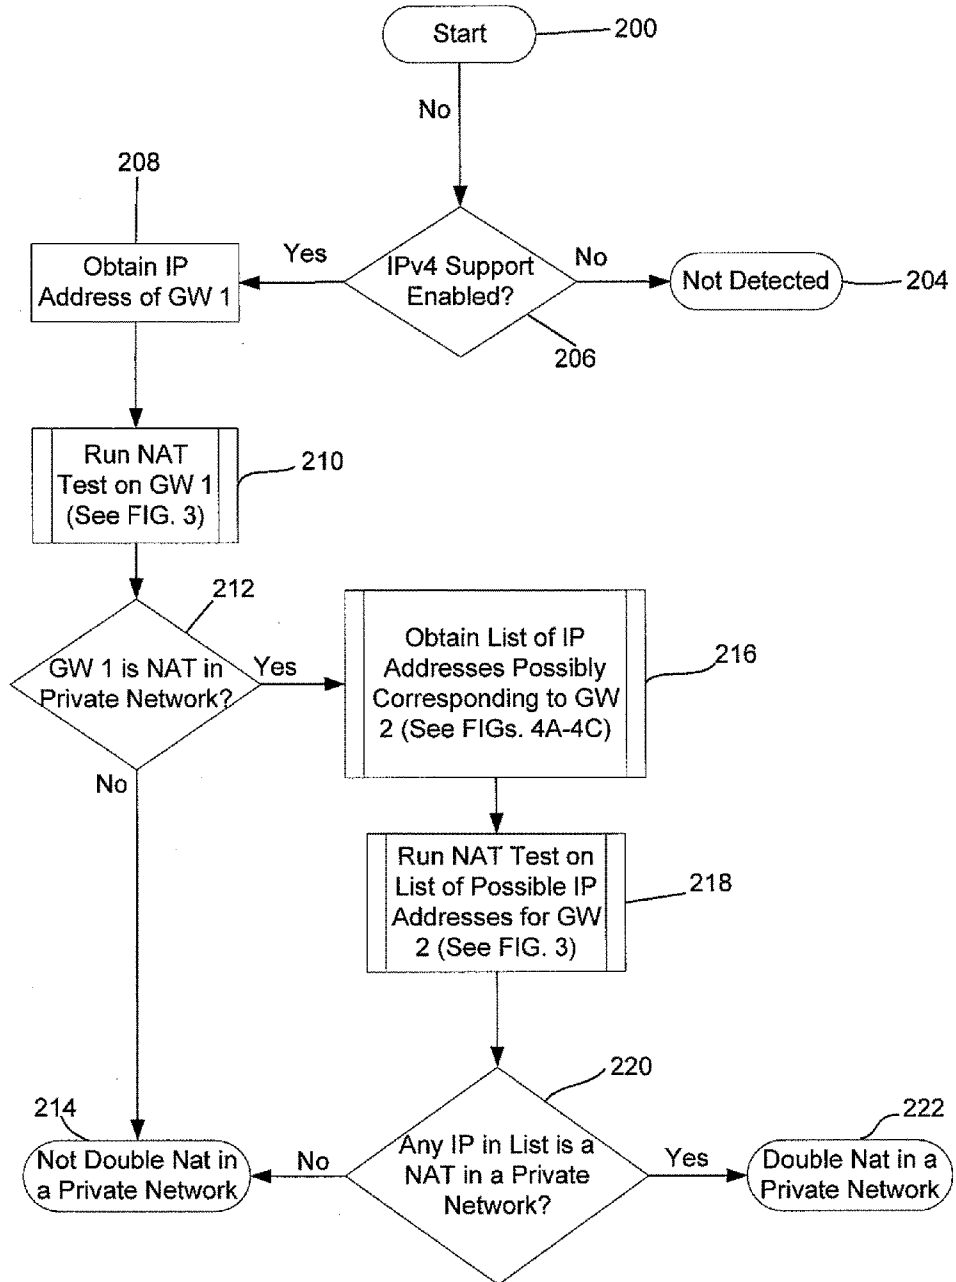 Start
200
No
208
Yes
IPv4 Support
Enabled?
No
Not Detected
204
206
Obtain IP
Address of GW 1
Run NAT
Test on GW 1
(See FIG. 3)
210
212
GW 1 is NAT in
Private Network?
Yes
No
Obtain List of IP
Addresses Possibly
Corresponding to GW
2 (See FIGs. 4A-4C)
216
Run NAT Test on
List of Possible IP
Addresses for GW
2 (See FIG. 3)
218
220
214
Not Double Nat in
a Private Network
No
Any IP in List is a
NAT in a Private
Network?
Yes
222
Double Nat in a
Private Network